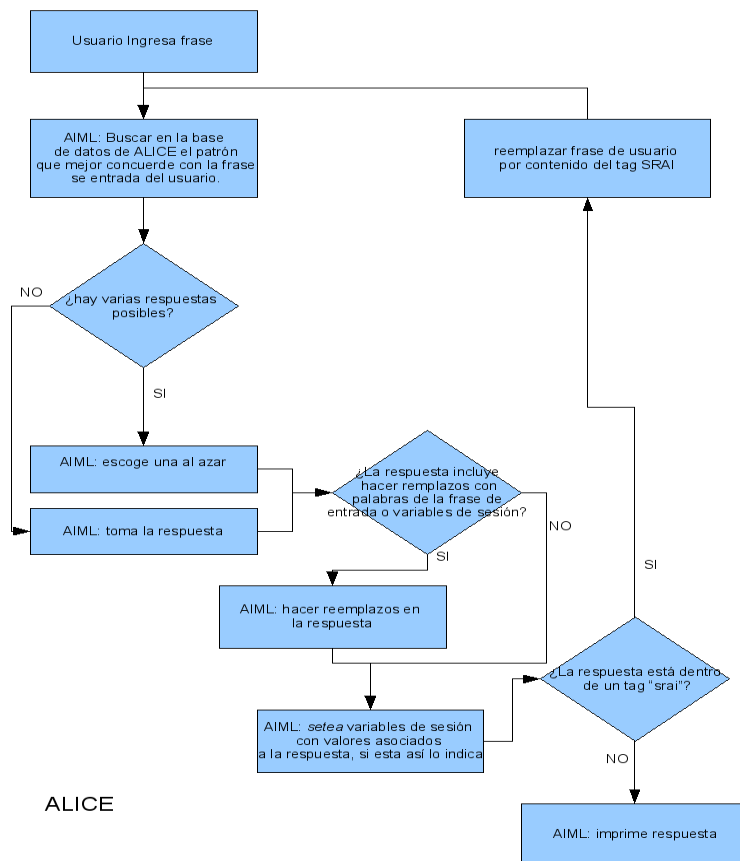 Usuario Ingresa frase
AIML: Buscar en la base
de datos de ALICE el patrón
que mejor concuerde con la frase
se entrada del usuario.
reemplazar frase de usuario
por contenido del tag SRAI
¿hay varias respuestas
posibles?
NO
SI
AIML: escoge una al azar
AIML: toma la respuesta
¿La respuesta incluye
hacer remplazos con
palabras de la frase de
entrada o variables de sesión?
NO
SI
AIML: hacer reemplazos en
la respuesta
AIML: setea variables de sesión
con valores asociados
a la respuesta, si esta así lo indica
SI
¿La respuesta está dentro
de un tag "srai"?
NO
AIML: imprime respuesta
ALICE